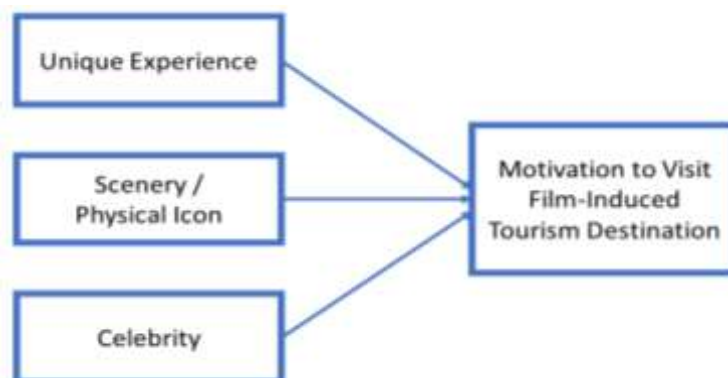 Unique Experience
Scenery /
Physical Icon
Celebrity
Motivation to Visit
Film-Induced
Tourism Destination